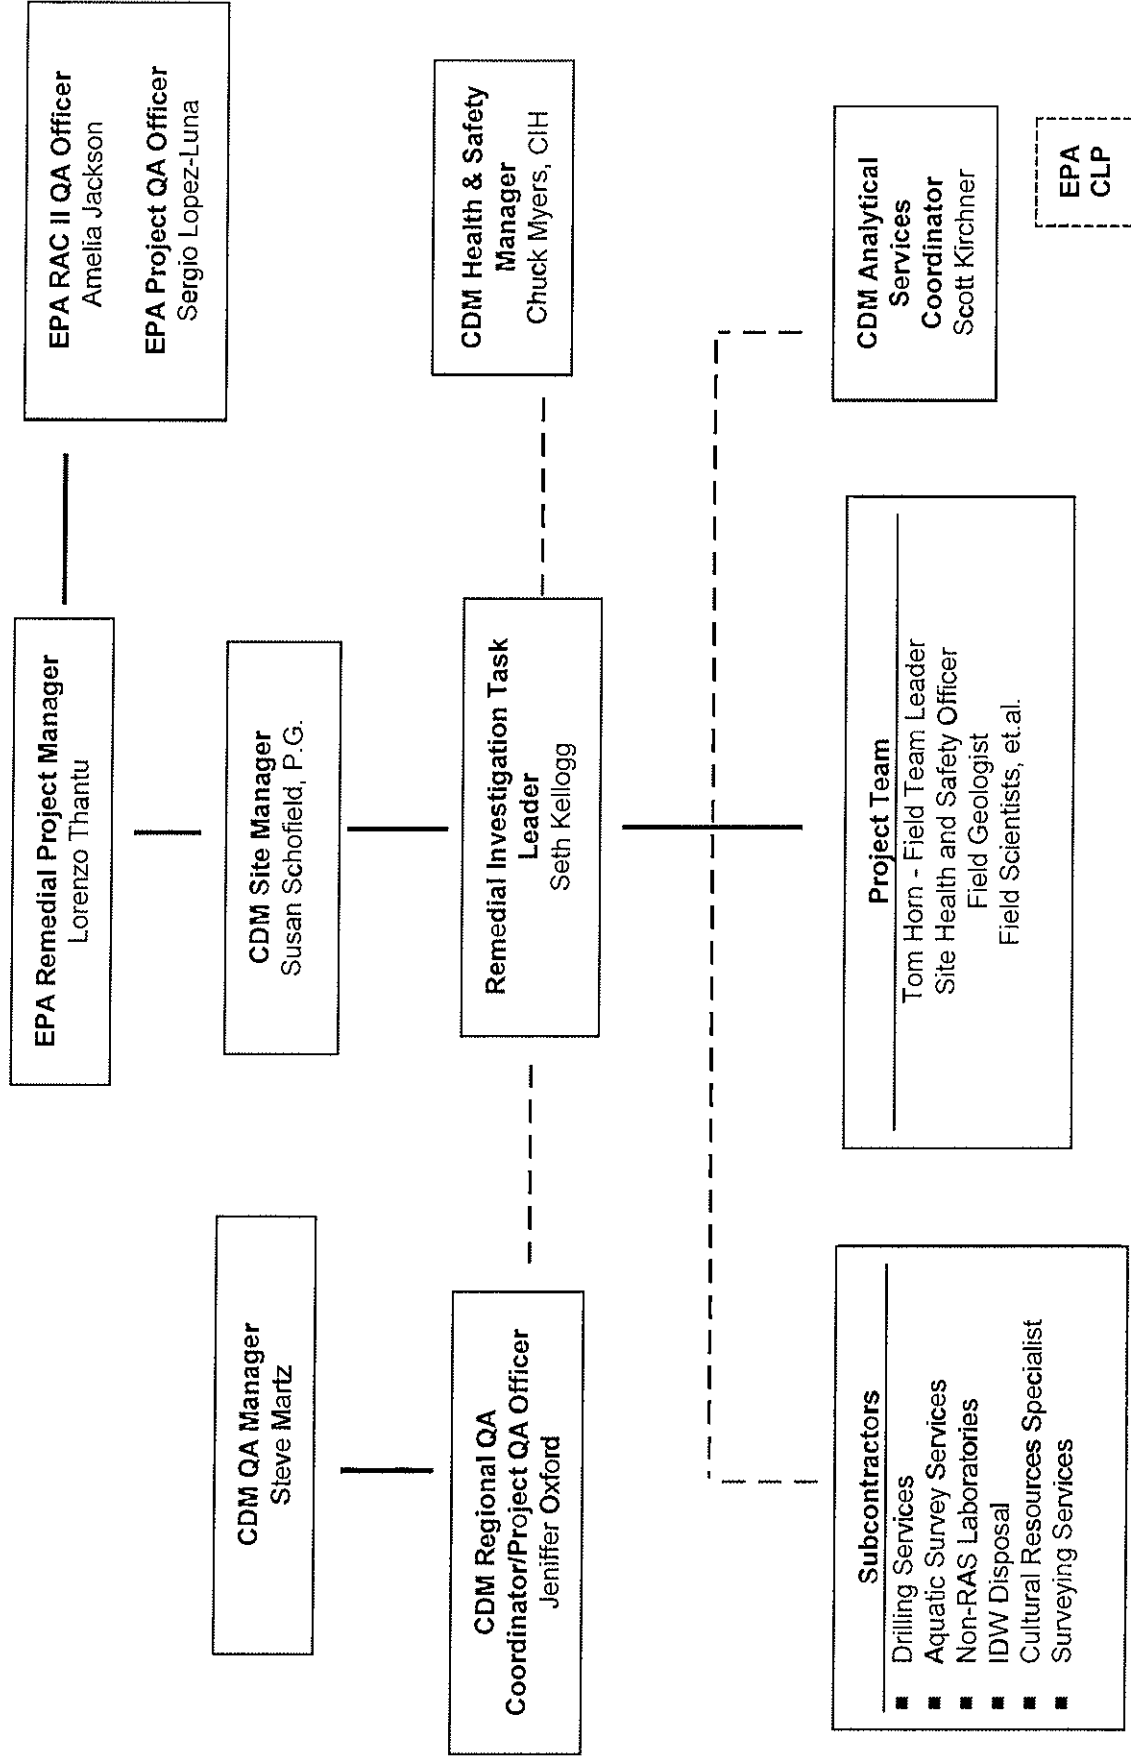 EPA Remedial Project Manager
Lorenzo Thantu
EPA RAC II QA Officer
Amelia Jackson
EPA Project QA Officer
Sergio Lopez-Luna
CDM QA Manager
Steve Martz
CDM Site Manager
Susan Schofield, P.G.
CDM Regional QA
Coordinator/Project QA Officer
Jeniffer Oxford
Remedial Investigation Task
Leader
Seth Kellogg
CDM Health & Safety
Manager
Chuck Myers, CIH
Subcontractors
■ Drilling Services
■ Aquatic Survey Services
■ Non-RAS Laboratories
■ IDW Disposal
■ Cultural Resources Specialist
■ Surveying Services
Project Team
Tom Horn - Field Team Leader
Site Health and Safety Officer
Field Geologist
Field Scientists, et.al.
CDM Analytical
Services
Coordinator
Scott Kirchner
EPA
CLP